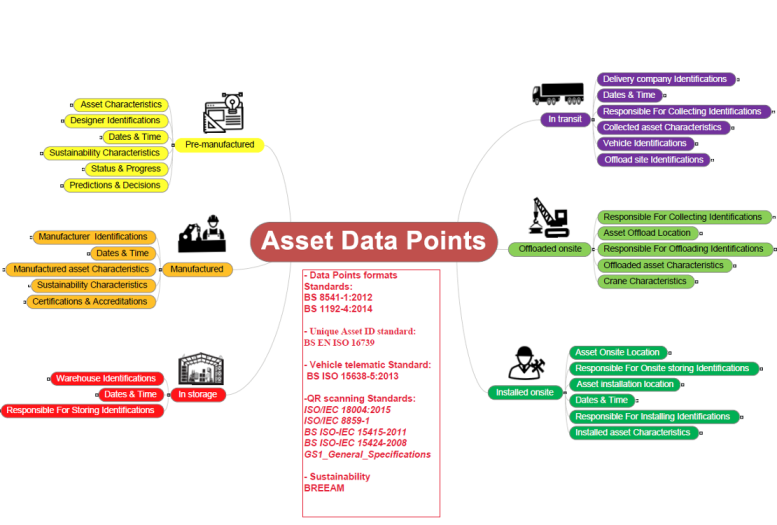 Asset Data Points
Pre-manufactured
Asset Characteristics
Designer Identifications
Dates & Time
Sustainability Characteristics
Status & Progress
Predictions & Decisions
Manufactured
Manufacturer Identifications
Dates & Time
Manufactured asset Characteristics
Sustainability Characteristics
Certifications & Accreditations
In storage
Warehouse Identifications
Dates & Time
Responsible For Storing Identifications
In transit
Delivery company Identifications
Dates & Time
Responsible For Collecting Identifications
Collected asset Characteristics
Vehicle Identifications
Offload site Identifications
Offloaded onsite
Responsible For Collecting Identifications
Asset Offload Location
Responsible For Offloading Identifications
Offloaded asset Characteristics
Crane Characteristics
Installed onsite
Asset Onsite Location
Responsible For Onsite storing Identifications
Asset installation location
Dates & Time
Responsible For Installing Identifications
Installed asset Characteristics
- Data Points formats
Standards:
BS 8541-1:2012
BS 1192-4:2014
- Unique Asset ID standard:
BS EN ISO 16739
- Vehicle telematic Standard:
BS ISO 15638-5:2013
-QR scanning Standards:
ISO/IEC 18004:2015
ISO/IEC 8859-1
BS ISO-IEC 15415-2011
BS ISO-IEC 15424-2008
GS1_General_Specifications
- Sustainability
BREEAM